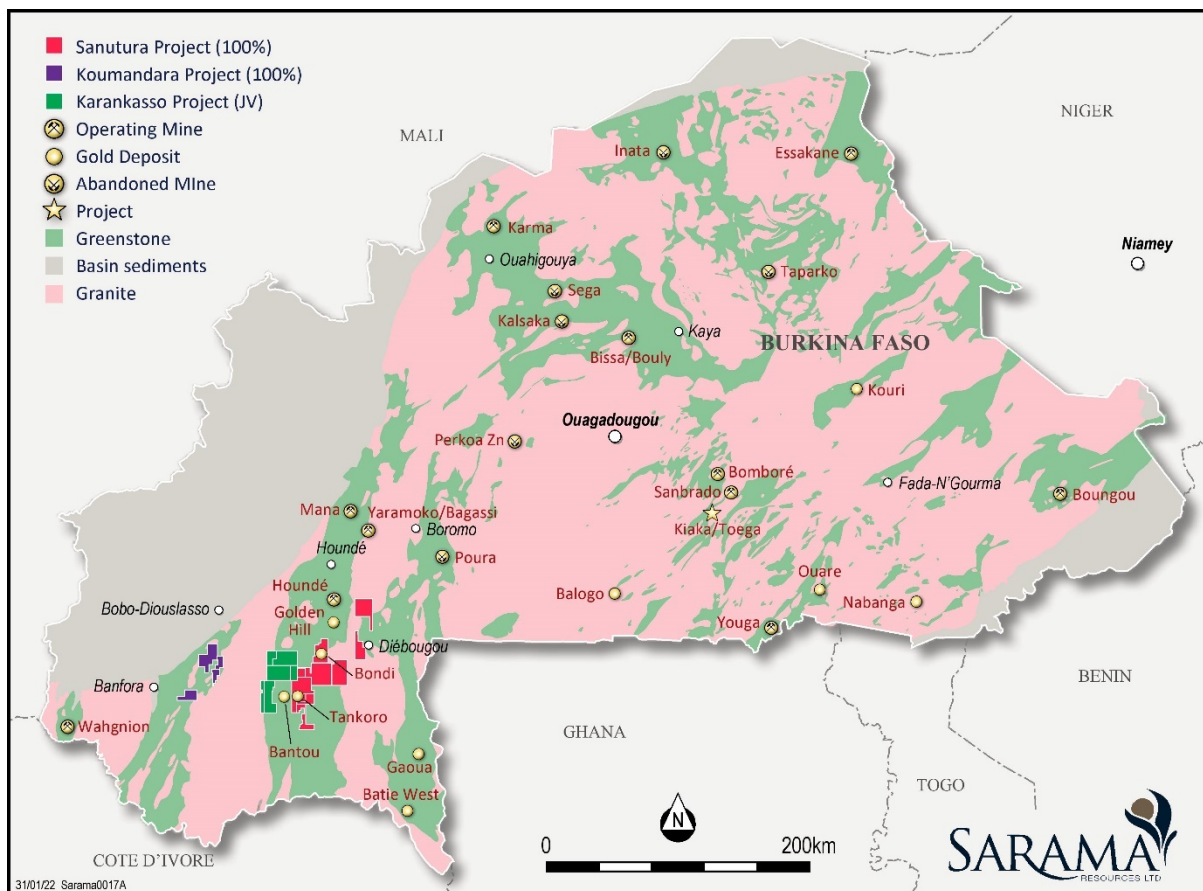 Sanutura Project (100%)
Koumandara Project (100%)
Karankasso Project (JV)
Operating Mine
Gold Deposit
Abandoned MIne
Project
Greenstone
Basin sediments
Granite
MALI
NIGER
Inata
Essakane
Karma
Ouahigouya
Niamey
Taparko
Sega
Kalsaka
Kaya
Bissa/Bouly
BURKINA FASO
Kouri
Ouagadougou
Perkoa Zn
Bomboré
Sanbrado
Fada-N'Gourma
Boungou
Kiaka/Toega
Mana
Yaramoko/Bagassi
Boromo
Houndé
Poura
Ouare
Houndé
Balogo
Nabanga
Bobo-Diouslasso
Golden
Hill
Youga
Diébougou
Bondi
Banfora
BENIN
Tankoro
Wahgnion
GHANA
Bantou
Gaoua
TOGO
Batie West
N
0
200km
COTE D'IVORE
SARAMA
RESOURCES LTD
31/01/22 Sarama0017A